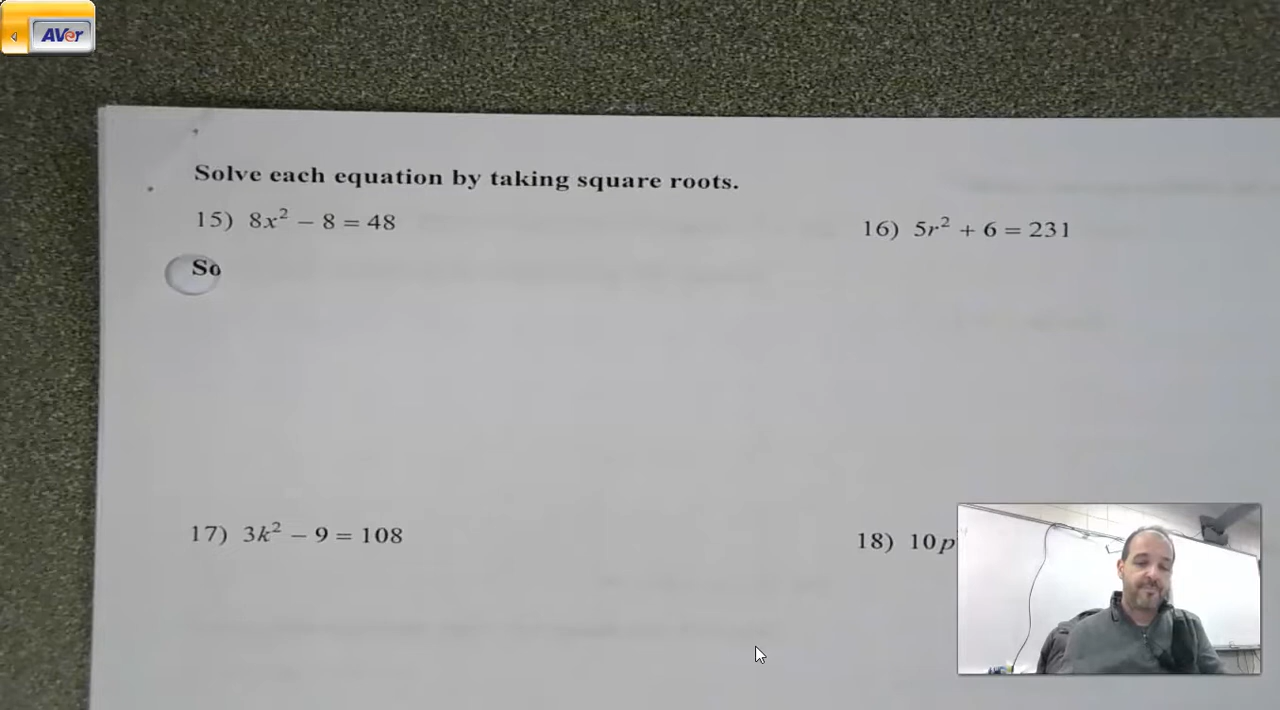 AVer
Solve each equation by taking square roots.
15) 8x² − 8 = 48
16) 5r² + 6 = 231
So
17) 3k² − 9 = 108
18) 10p